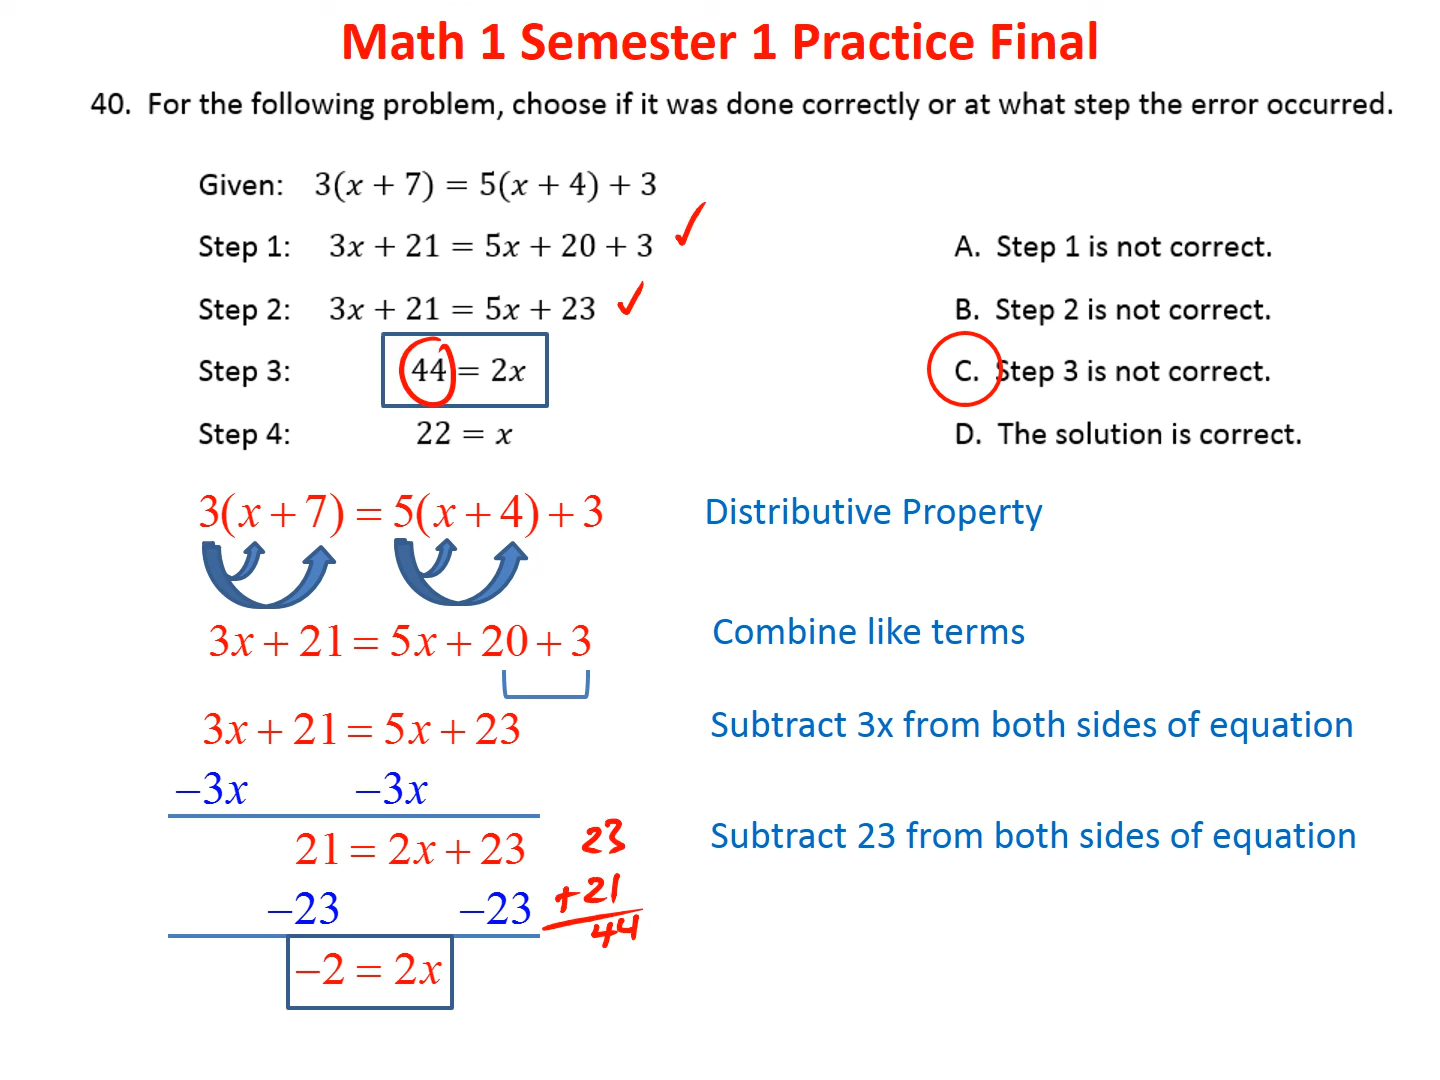 Math 1 Semester 1 Practice Final
40. For the following problem, choose if it was done correctly or at what step the error occurred.
Given: 3(x + 7) = 5(x + 4) + 3
Step 1: 3x + 21 = 5x + 20 + 3 ✓
A. Step 1 is not correct.
Step 2: 3x + 21 = 5x + 23 ✓
B. Step 2 is not correct.
Step 3: 44 = 2x
C. Step 3 is not correct.
Step 4: 22 = x
D. The solution is correct.
3(x + 7) = 5(x + 4) + 3
Distributive Property
3x + 21 = 5x + 20 + 3
Combine like terms
3x + 21 = 5x + 23
Subtract 3x from both sides of equation
−3x −3x
21 = 2x + 23
Subtract 23 from both sides of equation
−23 −23
−2 = 2x
23
+21
44